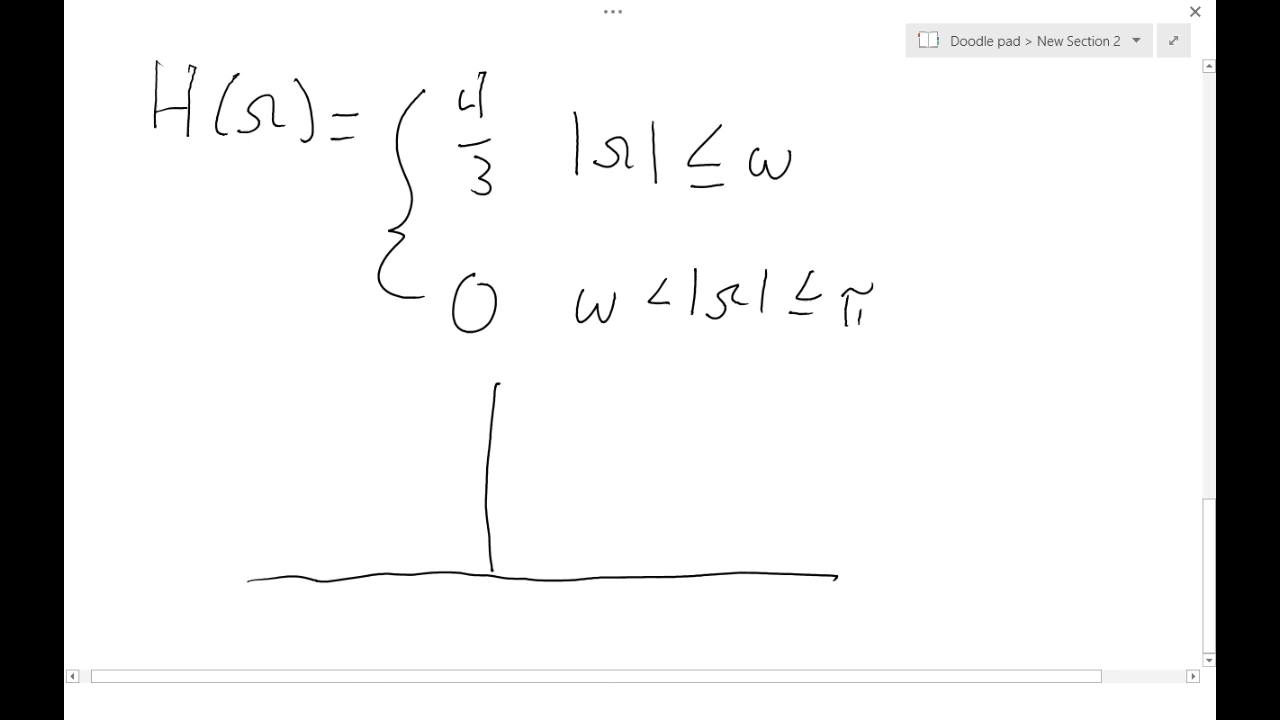 Doodle pad > New Section 2
H(Ω) = { 4/3 |Ω| ≤ ω
0 ω < |Ω| ≤ π